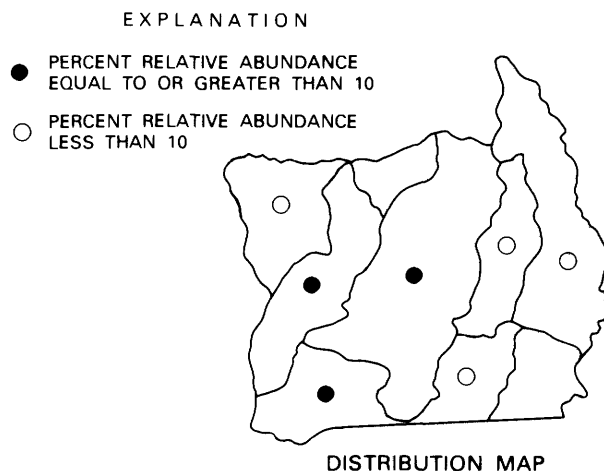 EXPLANATION
PERCENT RELATIVE ABUNDANCE
EQUAL TO OR GREATER THAN 10
PERCENT RELATIVE ABUNDANCE
LESS THAN 10
DISTRIBUTION MAP